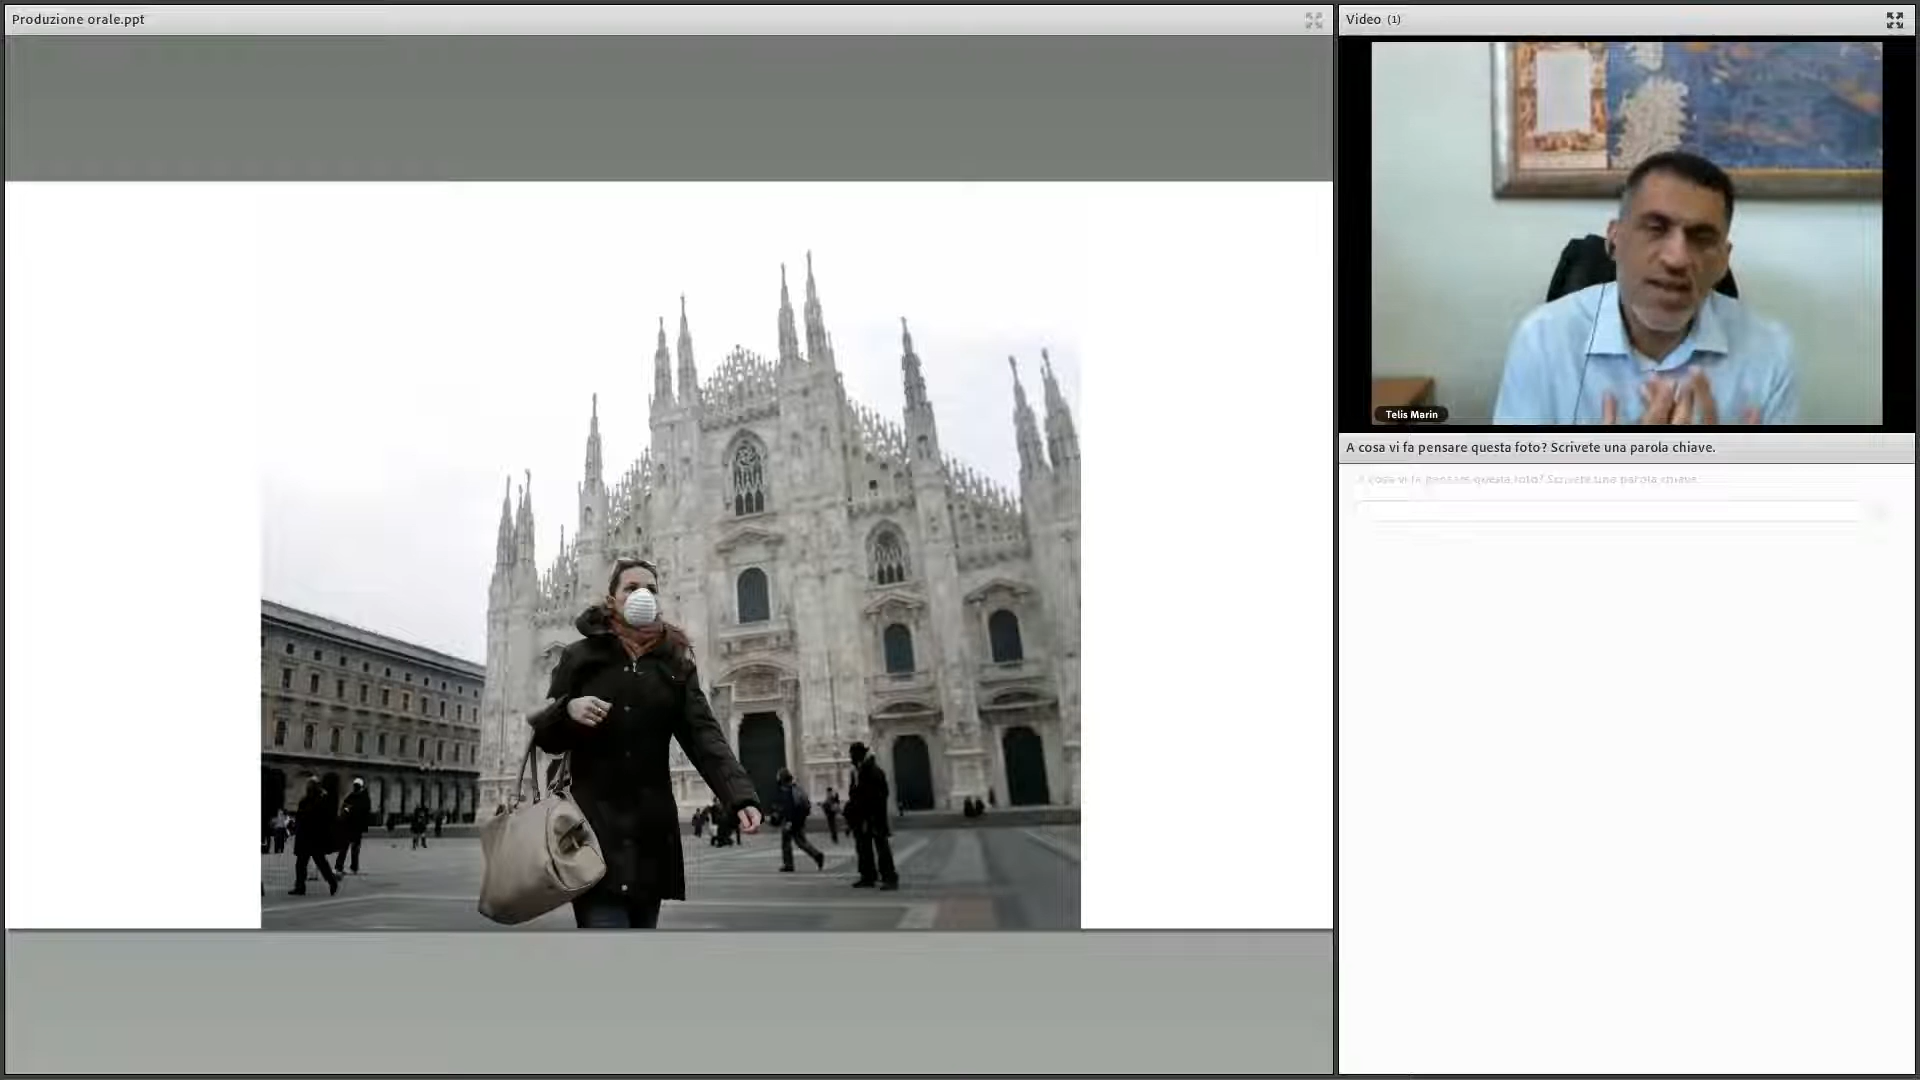 Produzione orale.ppt
Video (1)
Telis Marin
A cosa vi fa pensare questa foto? Scrivete una parola chiave.
A cosa vi fa pensare questa foto? Scrivete una parola chiave.